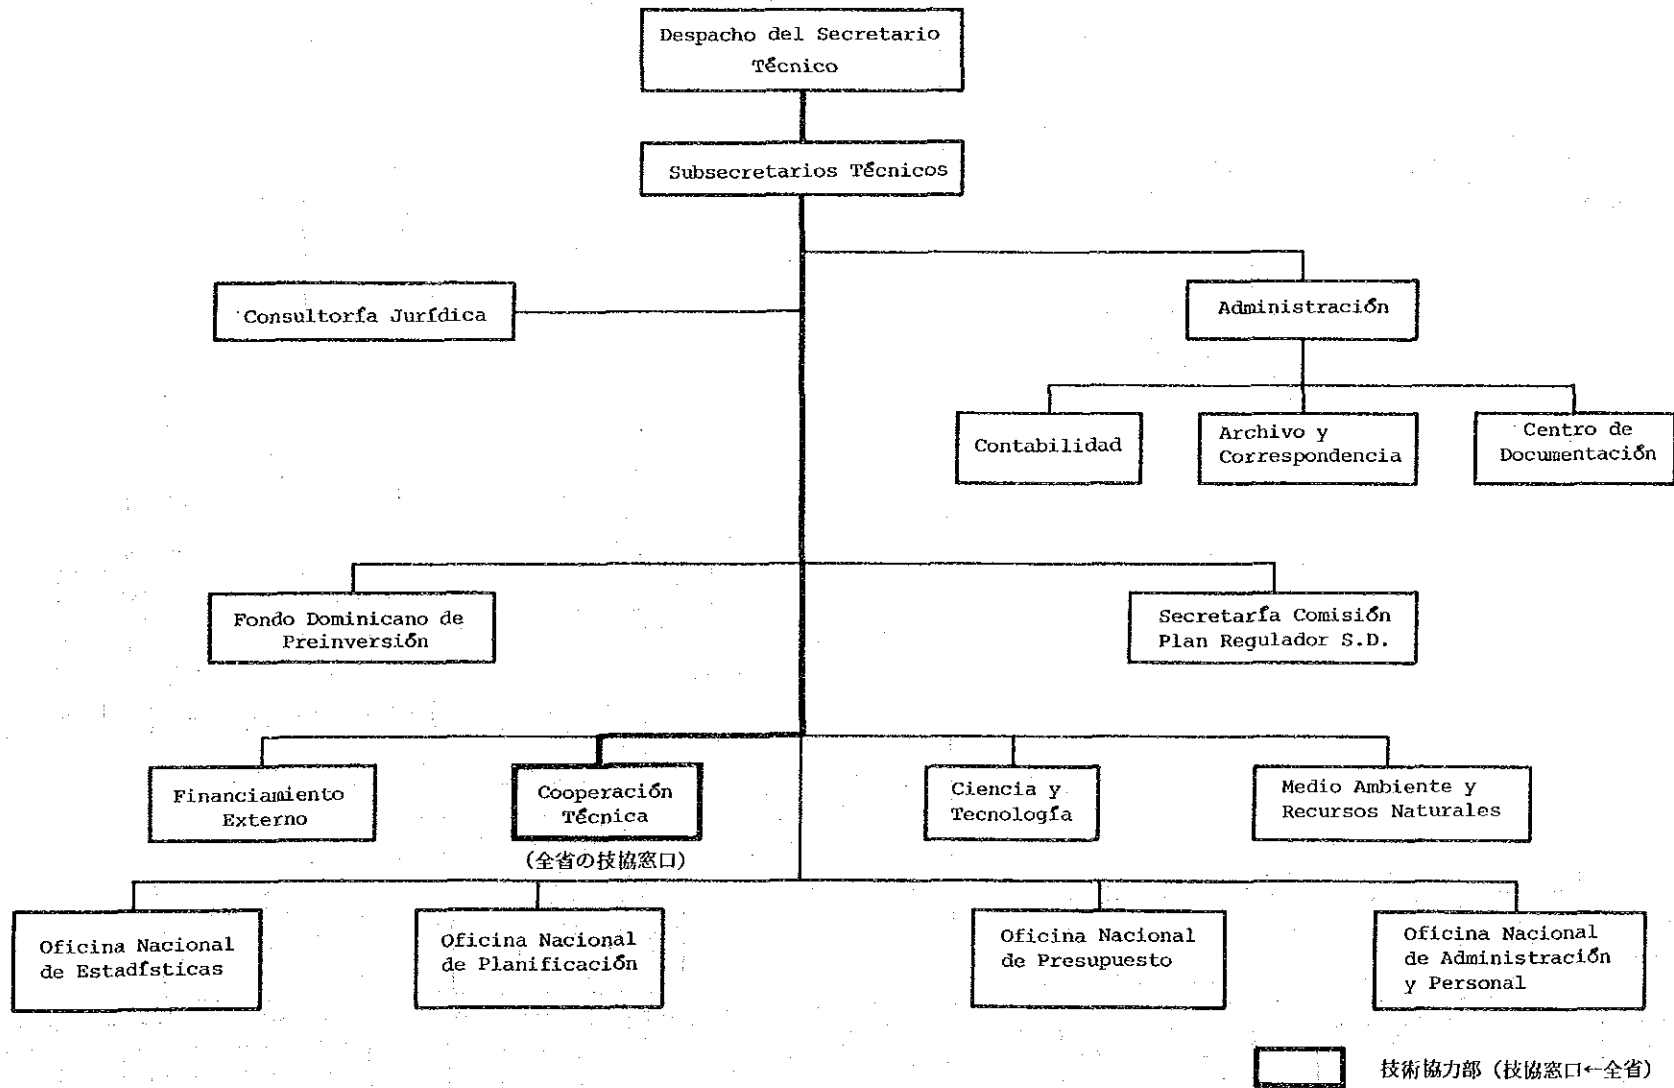 Despacho del Secretario
Técnico
Subsecretarios Técnicos
Consultoría Jurídica
Administración
Contabilidad
Archivo y
Correspondencia
Centro de
Documentación
Fondo Dominicano de
Preinversión
Secretaría Comisión
Plan Regulador S.D.
Financiamiento
Externo
Cooperación
Técnica
(全省の技協窓口)
Ciencia y
Tecnología
Medio Ambiente y
Recursos Naturales
Oficina Nacional
de Estadísticas
Oficina Nacional
de Planificación
Oficina Nacional
de Presupuesto
Oficina Nacional
de Administración
y Personal
技術協力部 (技協窓口←全省)